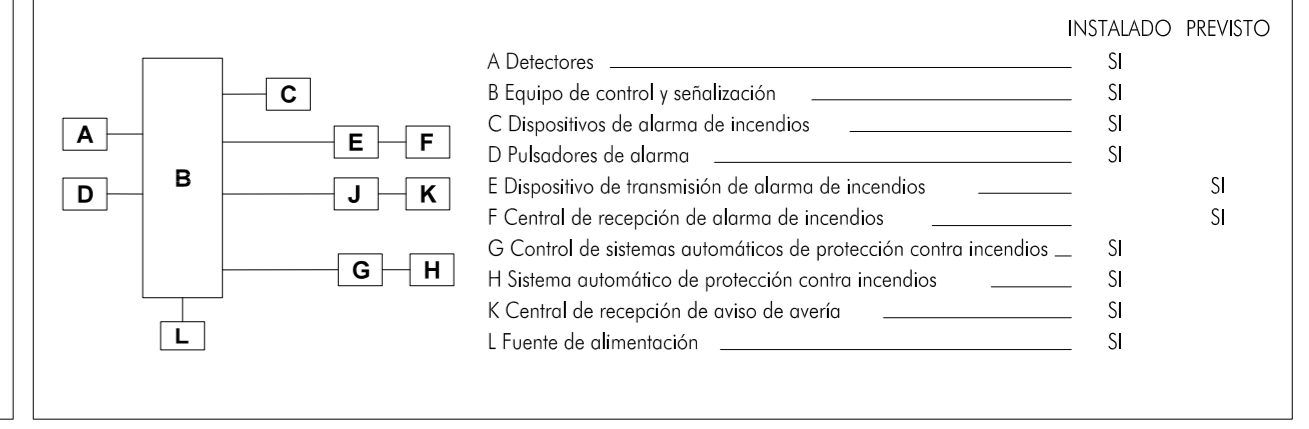 INSTALADO PREVISTO
A Detectores SI
B Equipo de control y señalización SI
C Dispositivos de alarma de incendios SI
D Pulsadores de alarma SI
E Dispositivo de transmisión de alarma de incendios SI
F Central de recepción de alarma de incendios SI
G Control de sistemas automáticos de protección contra incendios SI
H Sistema automático de protección contra incendios SI
K Central de recepción de aviso de avería SI
L Fuente de alimentación SI
C
A
E F
B
D
J K
G H
L